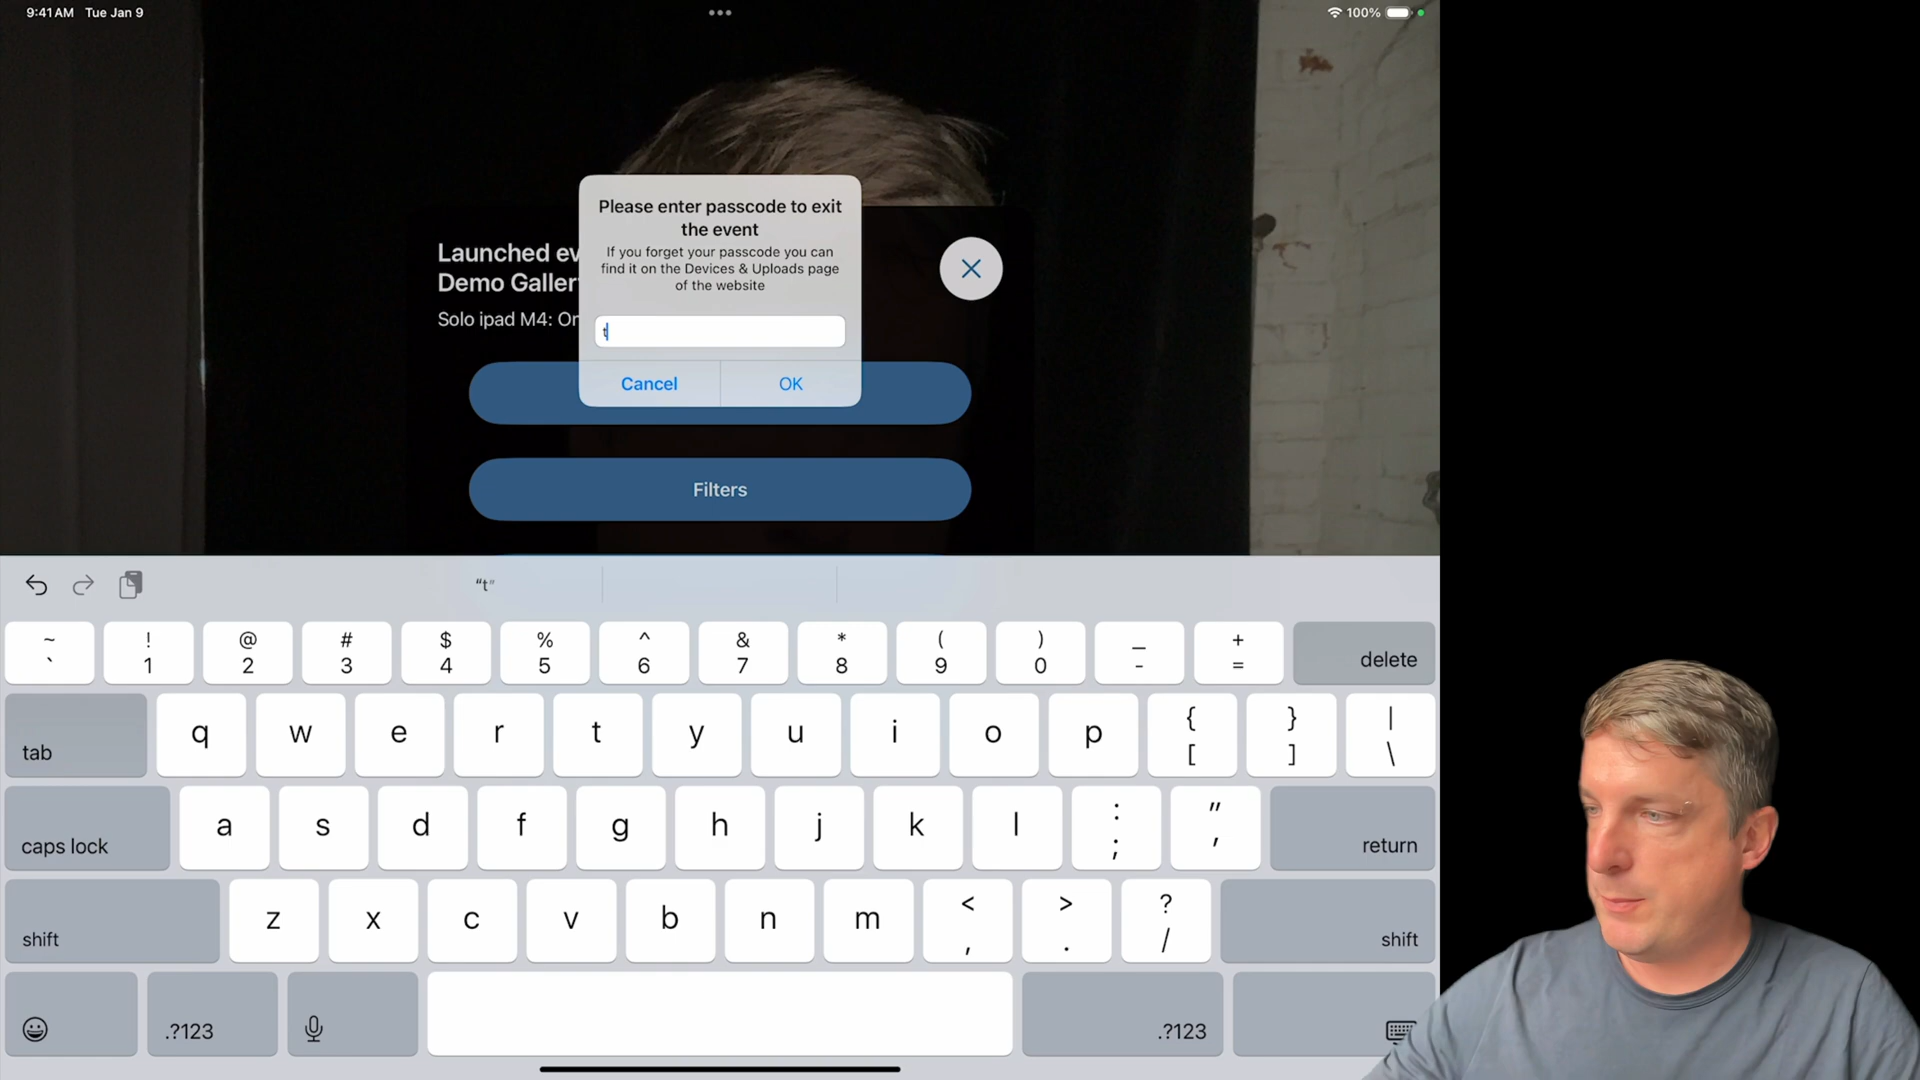 9:41 AM Tue Jan 9
100%
Please enter passcode to exit
the event
If you forget your passcode you can
find it on the Devices & Uploads page
of the website
Launched
Demo
Solo ipad M4:
t
Cancel OK
Filters
“t”
~ ! @ # $ % ^ & * ( ) _ +
` 1 2 3 4 5 6 7 8 9 0 - = delete
tab q w e r t y u i o p { [ } ] | \
caps lock a s d f g h j k l : ; " ' return
shift z x c v b n m < , > . ? / shift
.?123 .?123